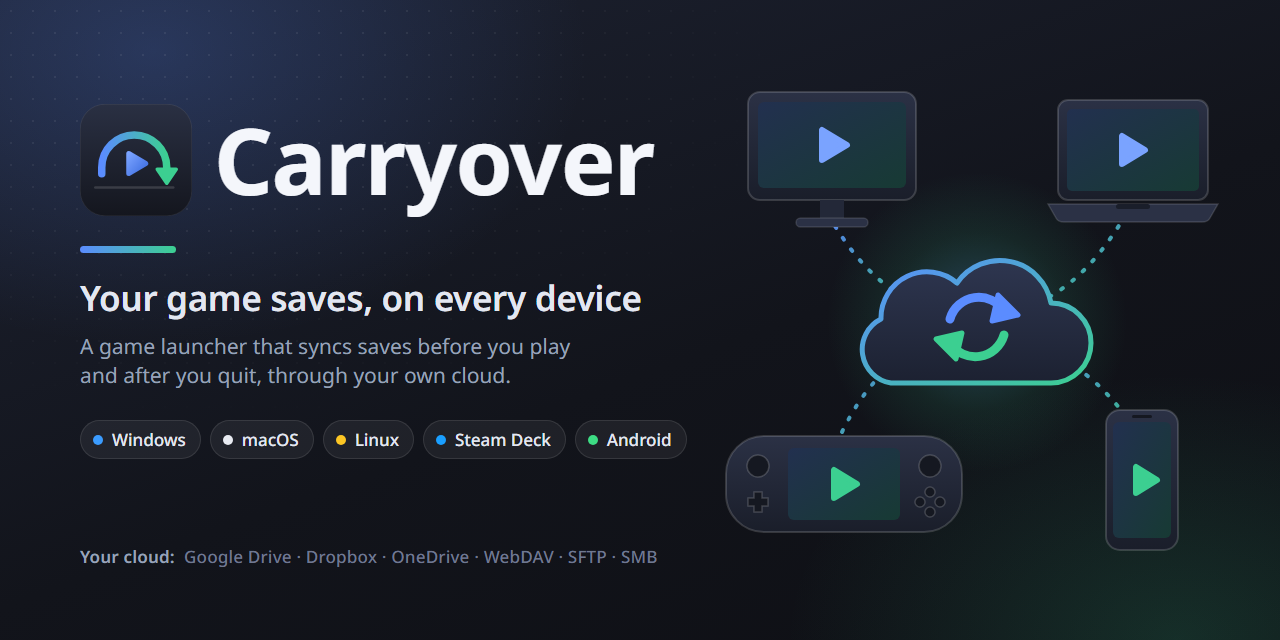 Carryover
Your game saves, on every device
A game launcher that syncs saves before you play
and after you quit, through your own cloud.
Windows macOS Linux Steam Deck Android
Your cloud: Google Drive · Dropbox · OneDrive · WebDAV · SFTP · SMB